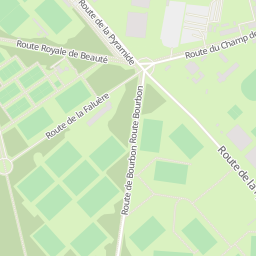 Route de la Pyramide
Route Royale de Beauté
Route du Champ de
Route de la Faluère
Route de Bourbon Route Bourbon
Route de la